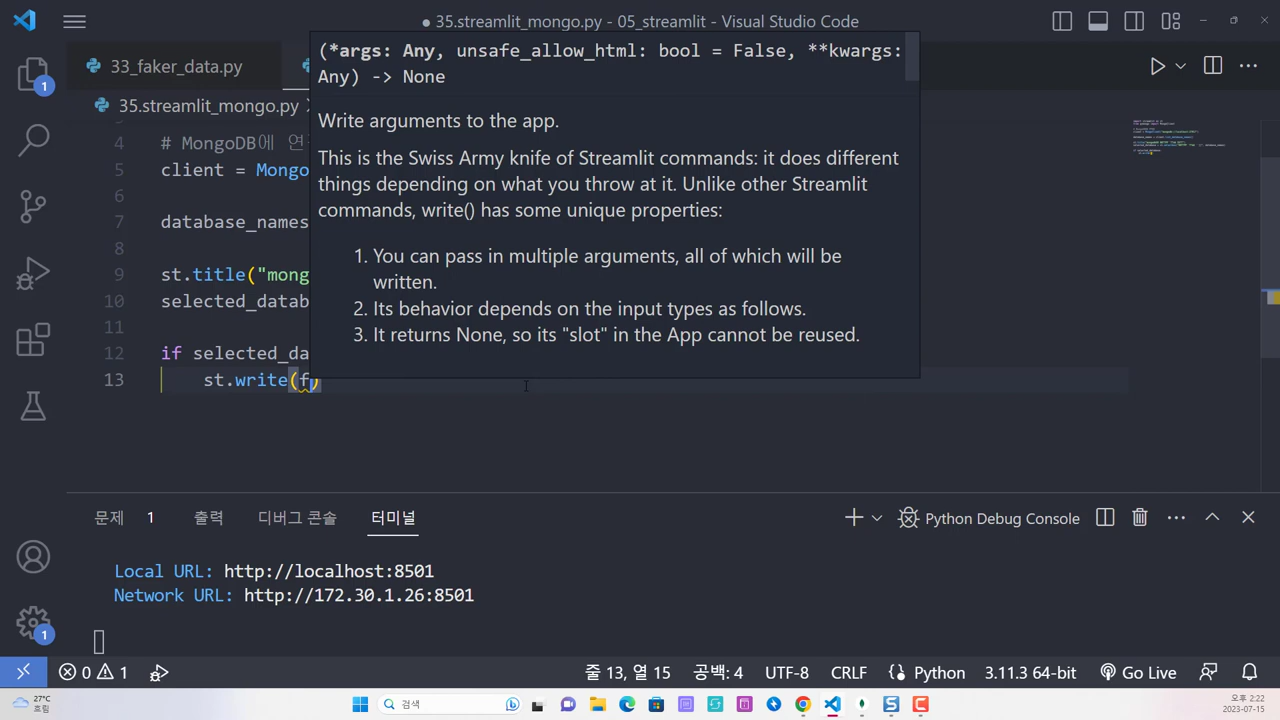 ● 35.streamlit_mongo.py - 05_streamlit - Visual Studio Code
33_faker_data.py
1
35.streamlit_mongo.py
(*args: Any, unsafe_allow_html: bool = False, **kwargs:
Any) -> None
Write arguments to the app.
This is the Swiss Army knife of Streamlit commands: it does different
things depending on what you throw at it. Unlike other Streamlit
commands, write() has some unique properties:
1. You can pass in multiple arguments, all of which will be
written.
2. Its behavior depends on the input types as follows.
3. It returns None, so its "slot" in the App cannot be reused.
4 # MongoDB에
5 client = Mongo
6
7 database_names
8
9 st.title("mong
10 selected_datab
11
12 if selected_da
13 st.write(f)
문제 1 출력 디버그 콘솔 터미널
Python Debug Console
Local URL: http://localhost:8501
Network URL: http://172.30.1.26:8501
1
0 1
줄 13, 열 15 공백: 4 UTF-8 CRLF Python 3.11.3 64-bit Go Live
27°C
흐림
검색
오후 2:22
2023-07-15